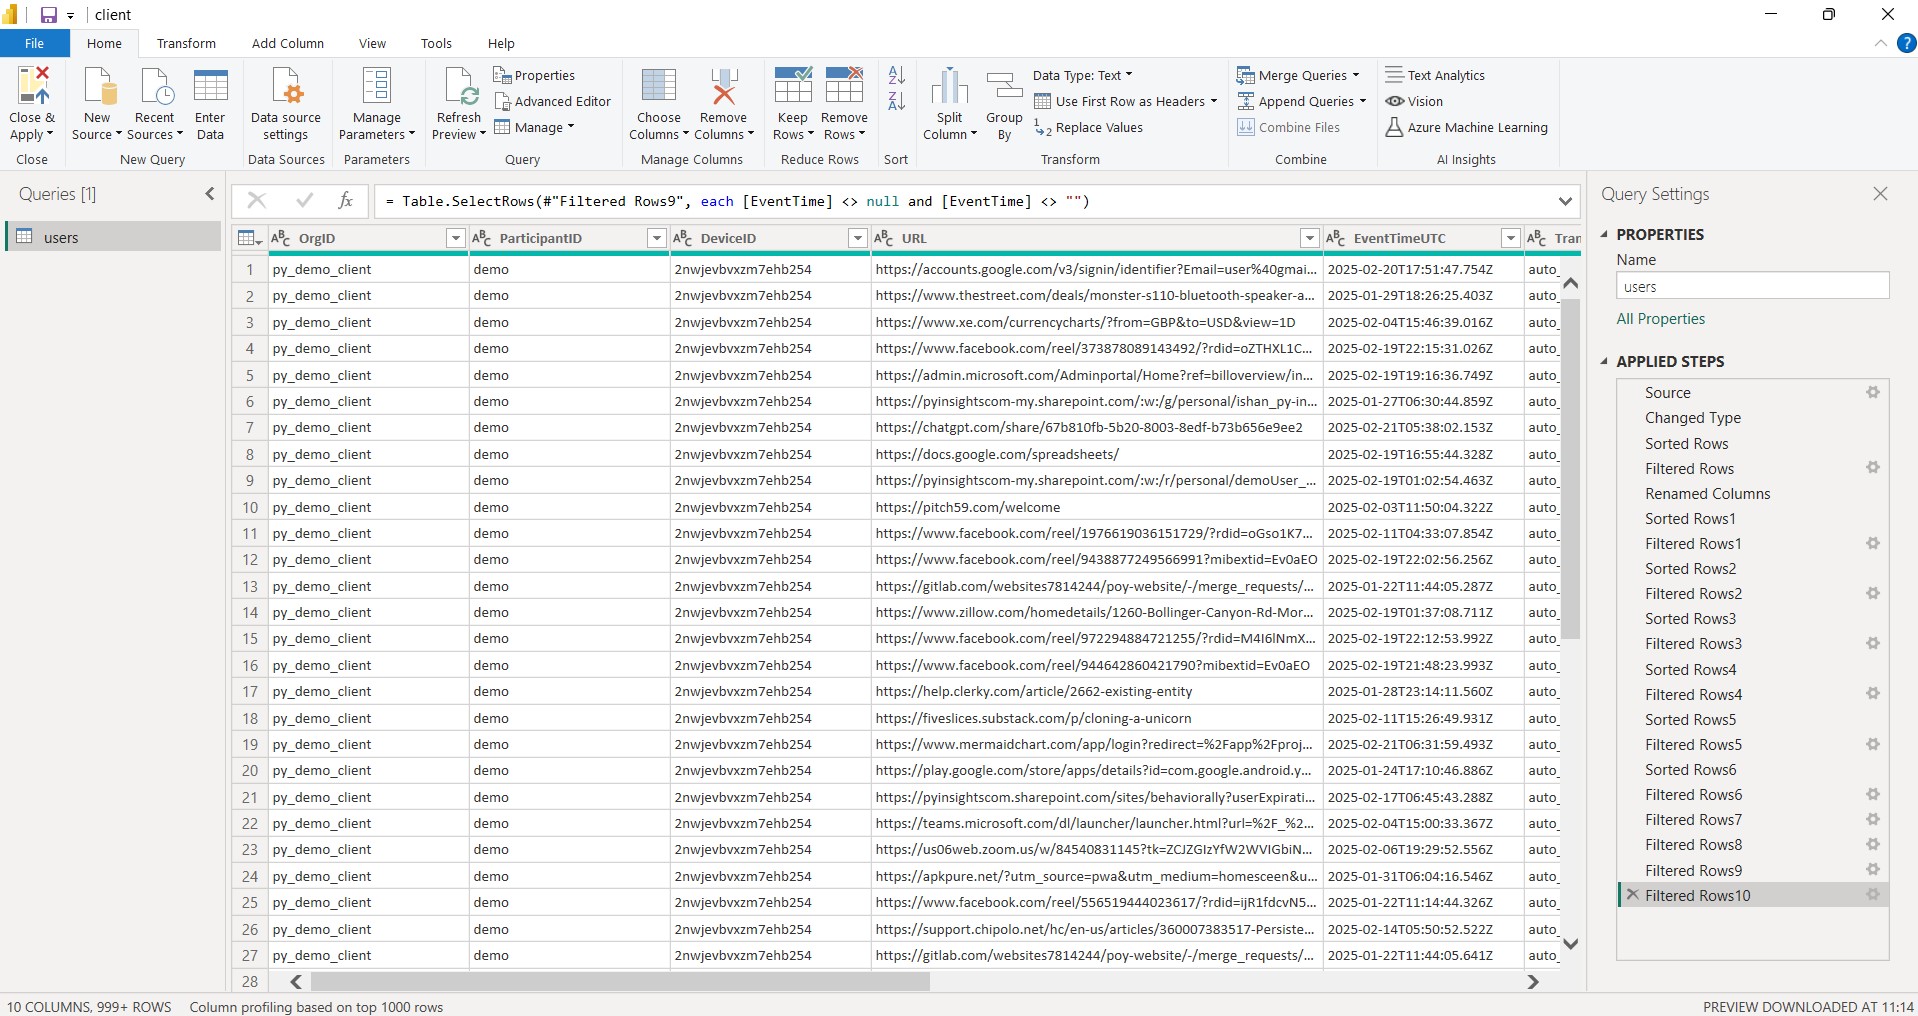 client
File Home Transform Add Column View Tools Help
Close & Apply
New Source
Recent Sources
Enter Data
Data source settings
Manage Parameters
Refresh Preview
Properties
Advanced Editor
Manage
Choose Columns
Remove Columns
Keep Rows
Remove Rows
Split Column
Group By
Data Type: Text
Use First Row as Headers
Replace Values
Merge Queries
Append Queries
Combine Files
Text Analytics
Vision
Azure Machine Learning
Close New Query Data Sources Parameters Query Manage Columns Reduce Rows Sort Transform Combine AI Insights
Queries [1]
users
= Table.SelectRows(#"Filtered Rows9", each [EventTime] <> null and [EventTime] <> "")
OrgID ParticipantID DeviceID URL EventTimeUTC Tran
1 py_demo_client demo 2nwjevbvxzm7ehb254 https://accounts.google.com/v3/signin/identifier?Email=user%40gmai... 2025-02-20T17:51:47.754Z auto_
2 py_demo_client demo 2nwjevbvxzm7ehb254 https://www.thestreet.com/deals/monster-s110-bluetooth-speaker-a... 2025-01-29T18:26:25.403Z auto_
3 py_demo_client demo 2nwjevbvxzm7ehb254 https://www.xe.com/currencycharts/?from=GBP&to=USD&view=1D 2025-02-04T15:46:39.016Z auto_
4 py_demo_client demo 2nwjevbvxzm7ehb254 https://www.facebook.com/reel/373878089143492/?rdid=oZTHXL1C... 2025-02-19T22:15:31.026Z auto_
5 py_demo_client demo 2nwjevbvxzm7ehb254 https://admin.microsoft.com/Adminportal/Home?ref=billoverview/in... 2025-02-19T19:16:36.749Z auto_
6 py_demo_client demo 2nwjevbvxzm7ehb254 https://pyinsightscom-my.sharepoint.com/:w:/g/personal/ishan_py-in... 2025-01-27T06:30:44.859Z auto_
7 py_demo_client demo 2nwjevbvxzm7ehb254 https://chatgpt.com/share/67b810fb-5b20-8003-8edf-b73b656e9ee2 2025-02-21T05:38:02.153Z auto_
8 py_demo_client demo 2nwjevbvxzm7ehb254 https://docs.google.com/spreadsheets/ 2025-02-19T16:55:44.328Z auto_
9 py_demo_client demo 2nwjevbvxzm7ehb254 https://pyinsightscom-my.sharepoint.com/:w:/r/personal/demoUser_... 2025-02-19T01:02:54.463Z auto_
10 py_demo_client demo 2nwjevbvxzm7ehb254 https://pitch59.com/welcome 2025-02-03T11:50:04.322Z auto_
11 py_demo_client demo 2nwjevbvxzm7ehb254 https://www.facebook.com/reel/1976619036151729/?rdid=oGso1K7... 2025-02-11T04:33:07.854Z auto_
12 py_demo_client demo 2nwjevbvxzm7ehb254 https://www.facebook.com/reel/9438877249566991?mibextid=Ev0aEO 2025-02-19T22:02:56.256Z auto_
13 py_demo_client demo 2nwjevbvxzm7ehb254 https://gitlab.com/websites7814244/poy-website/-/merge_requests/... 2025-01-22T11:44:05.287Z auto_
14 py_demo_client demo 2nwjevbvxzm7ehb254 https://www.zillow.com/homedetails/1260-Bollinger-Canyon-Rd-Mor... 2025-02-19T01:37:08.711Z auto_
15 py_demo_client demo 2nwjevbvxzm7ehb254 https://www.facebook.com/reel/972294884721255/?rdid=M4I6lNmX... 2025-02-19T22:12:53.992Z auto_
16 py_demo_client demo 2nwjevbvxzm7ehb254 https://www.facebook.com/reel/944642860421790?mibextid=Ev0aEO 2025-02-19T21:48:23.993Z auto_
17 py_demo_client demo 2nwjevbvxzm7ehb254 https://help.clerky.com/article/2662-existing-entity 2025-01-28T23:14:11.560Z auto_
18 py_demo_client demo 2nwjevbvxzm7ehb254 https://fiveslices.substack.com/p/cloning-a-unicorn 2025-02-11T15:26:49.931Z auto_
19 py_demo_client demo 2nwjevbvxzm7ehb254 https://www.mermaidchart.com/app/login?redirect=%2Fapp%2Fproj... 2025-02-21T06:31:59.493Z auto_
20 py_demo_client demo 2nwjevbvxzm7ehb254 https://play.google.com/store/apps/details?id=com.google.android.y... 2025-01-24T17:10:46.886Z auto_
21 py_demo_client demo 2nwjevbvxzm7ehb254 https://pyinsightscom.sharepoint.com/sites/behaviorally?userExpirati... 2025-02-17T06:45:43.288Z auto_
22 py_demo_client demo 2nwjevbvxzm7ehb254 https://teams.microsoft.com/dl/launcher/launcher.html?url=%2F_%2... 2025-02-04T15:00:33.367Z auto_
23 py_demo_client demo 2nwjevbvxzm7ehb254 https://us06web.zoom.us/w/84540831145?tk=ZCJZGIzYfW2WVIGbiN... 2025-02-06T19:29:52.556Z auto_
24 py_demo_client demo 2nwjevbvxzm7ehb254 https://apkpure.net/?utm_source=pwa&utm_medium=homesceen&u... 2025-01-31T06:04:16.546Z auto_
25 py_demo_client demo 2nwjevbvxzm7ehb254 https://www.facebook.com/reel/556519444023617/?rdid=ijR1fdcvN5... 2025-01-22T11:14:44.326Z auto_
26 py_demo_client demo 2nwjevbvxzm7ehb254 https://support.chipolo.net/hc/en-us/articles/360007383517-Persiste... 2025-02-14T05:50:52.522Z auto_
27 py_demo_client demo 2nwjevbvxzm7ehb254 https://gitlab.com/websites7814244/poy-website/-/merge_requests/... 2025-01-22T11:44:05.641Z auto_
28
Query Settings
PROPERTIES
Name
users
All Properties
APPLIED STEPS
Source
Changed Type
Sorted Rows
Filtered Rows
Renamed Columns
Sorted Rows1
Filtered Rows1
Sorted Rows2
Filtered Rows2
Sorted Rows3
Filtered Rows3
Sorted Rows4
Filtered Rows4
Sorted Rows5
Filtered Rows5
Sorted Rows6
Filtered Rows6
Filtered Rows7
Filtered Rows8
Filtered Rows9
Filtered Rows10
10 COLUMNS, 999+ ROWS Column profiling based on top 1000 rows PREVIEW DOWNLOADED AT 11:14